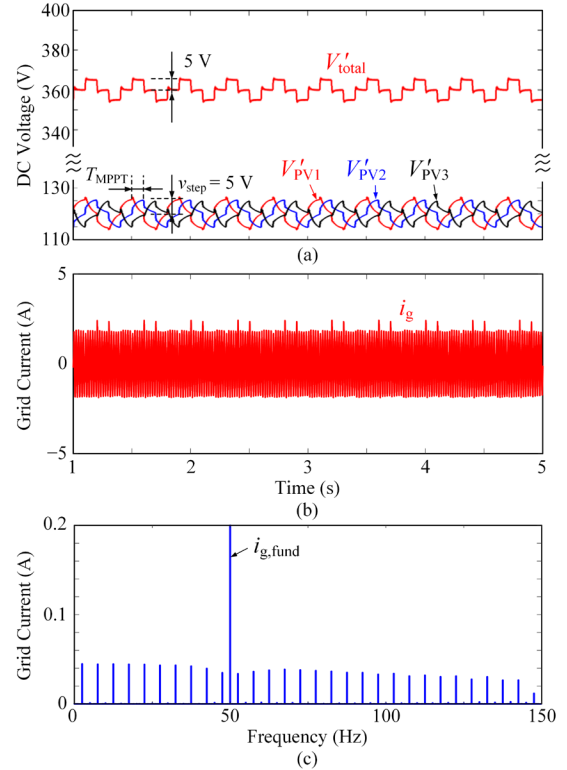 400
380
360
340
130
110
DC Voltage (V)
5 V
V′total
TMPPT
vstep = 5 V
V′PV1
V′PV2
V′PV3
(a)
5
0
−5
Grid Current (A)
ig
1
2
3
4
5
Time (s)
(b)
0.2
0.1
0
Grid Current (A)
ig,fund
0
50
100
150
Frequency (Hz)
(c)